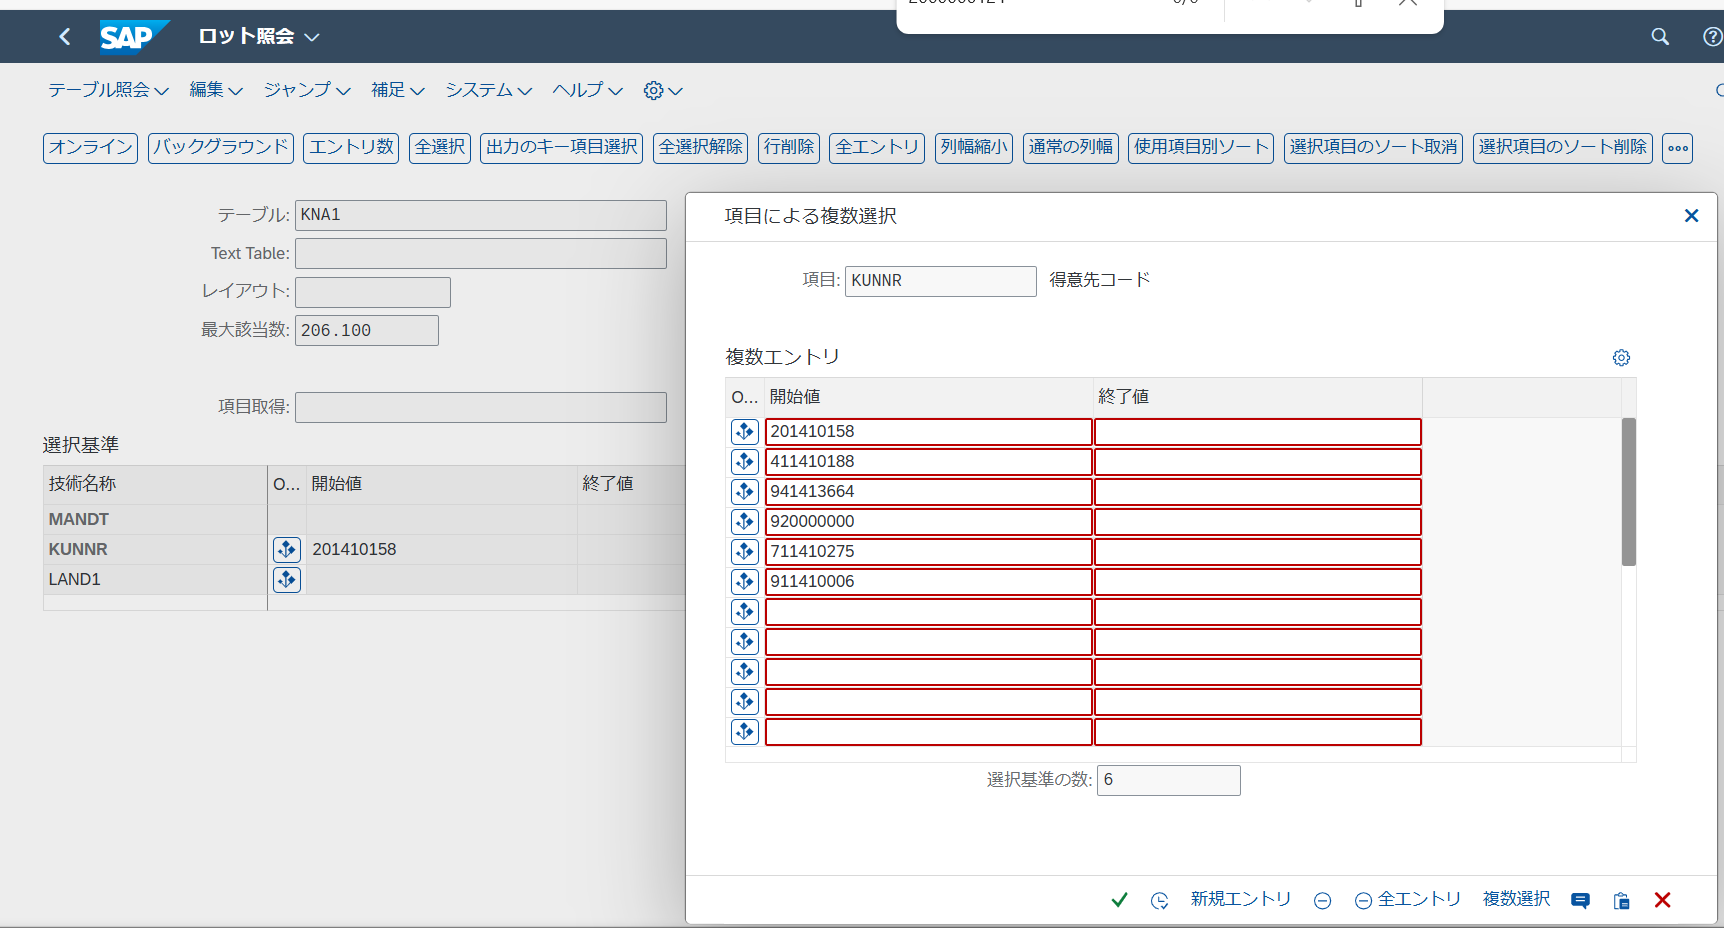 SAP ロット照会
テーブル照会 編集 ジャンプ 補足 システム ヘルプ
オンライン バックグラウンド エントリ数 全選択 出力のキー項目選択 全選択解除 行削除 全エントリ 列幅縮小 通常の列幅 使用項目別ソート 選択項目のソート取消 選択項目のソート削除
テーブル: KNA1
Text Table:
レイアウト:
最大該当数: 206.100
項目取得:
選択基準
技術名称 O... 開始値 終了値
MANDT
KUNNR 201410158
LAND1
項目による複数選択
項目: KUNNR 得意先コード
複数エントリ
O... 開始値 終了値
201410158
411410188
941413664
920000000
711410275
911410006
選択基準の数: 6
新規エントリ 全エントリ 複数選択